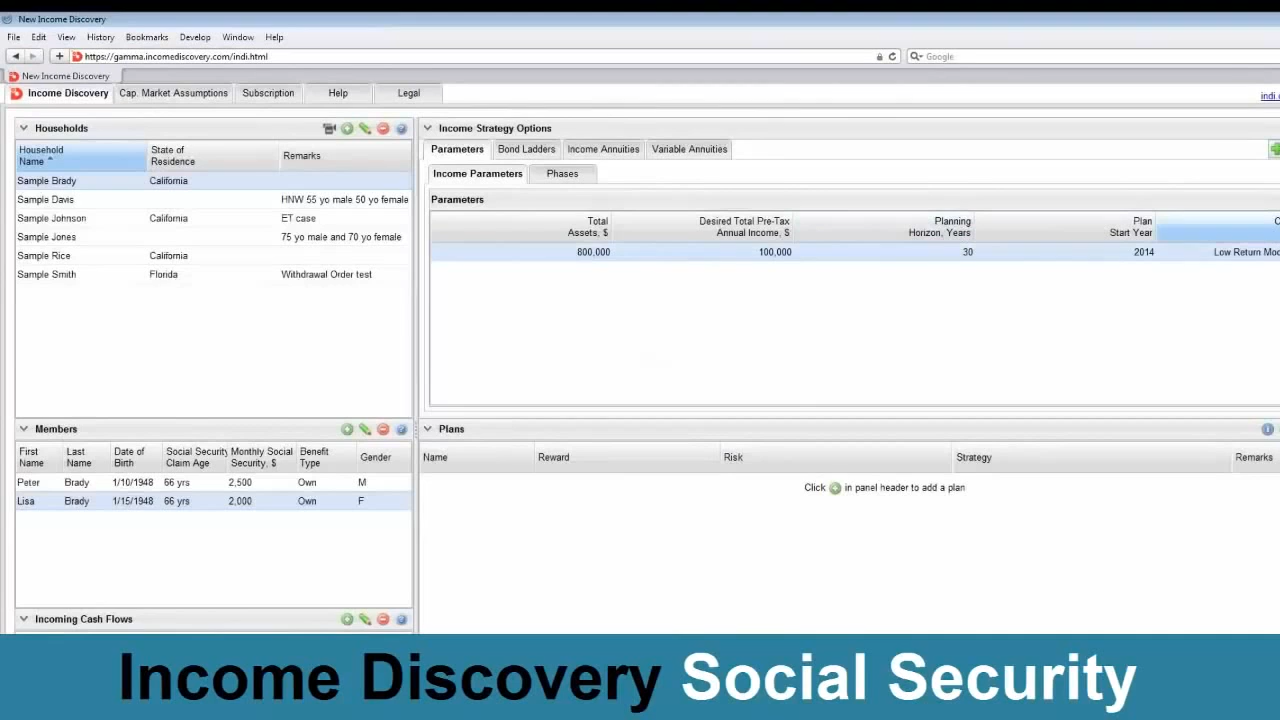 New Income Discovery
File Edit View History Bookmarks Develop Window Help
https://gamma.incomediscovery.com/indi.html
Google
New Income Discovery
Income Discovery Cap. Market Assumptions Subscription Help Legal
Households
Household Name State of Residence Remarks
Sample Brady California
Sample Davis HNW 55 yo male 50 yo female
Sample Johnson California ET case
Sample Jones 75 yo male and 70 yo female
Sample Rice California
Sample Smith Florida Withdrawal Order test
Income Strategy Options
Parameters Bond Ladders Income Annuities Variable Annuities
Income Parameters Phases
Parameters
Total Assets, $ Desired Total Pre-Tax Annual Income, $ Planning Horizon, Years Plan Start Year
800,000 100,000 30 2014 Low Return
Members
First Name Last Name Date of Birth Social Security Claim Age Monthly Social Security, $ Benefit Type Gender
Peter Brady 1/10/1948 66 yrs 2,500 Own M
Lisa Brady 1/15/1948 66 yrs 2,000 Own F
Plans
Name Reward Risk Strategy Remarks
Click in panel header to add a plan
Incoming Cash Flows
Income Discovery Social Security